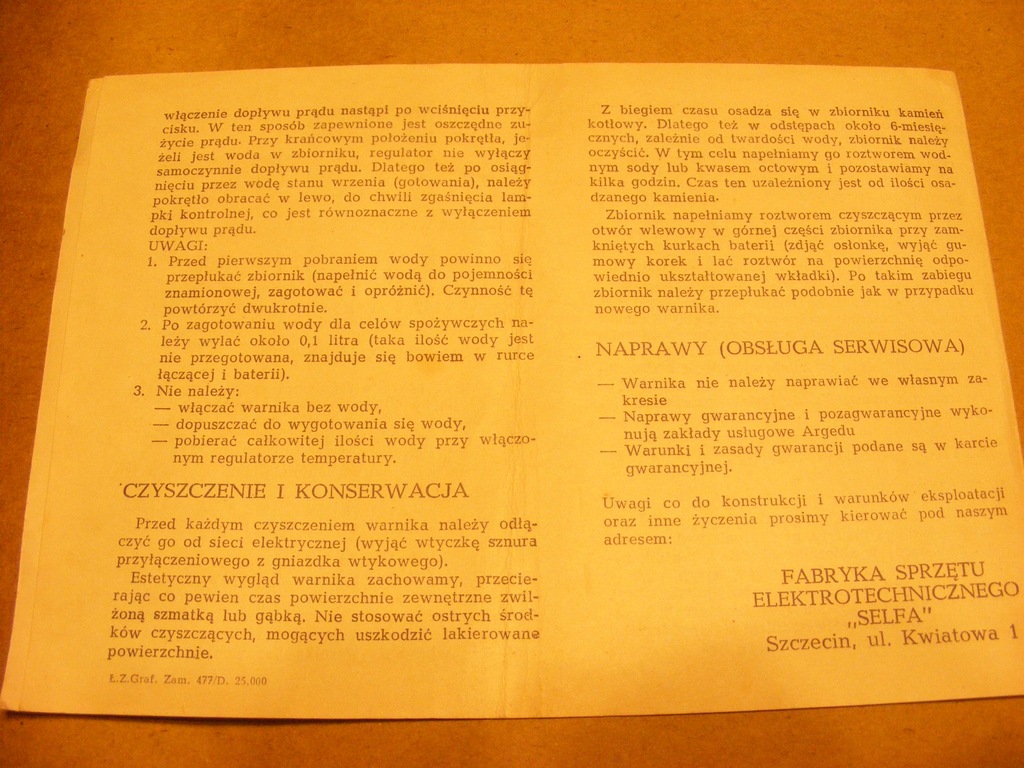 włączenie dopływu prądu nastąpi po wciśnięciu przy-
cisku. W ten sposób zapewnione jest oszczędne zu-
życie prądu. Przy krańcowym położeniu pokrętła, je-
żeli jest woda w zbiorniku, regulator nie wyłączy
samoczynnie dopływu prądu. Dlatego też po osiąg-
nięciu przez wodę stanu wrzenia (gotowania), należy
pokrętło obracać w lewo, do chwili zgaśnięcia lam-
pki kontrolnej, co jest równoznaczne z wyłączeniem
dopływu prądu.
UWAGI:
1. Przed pierwszym pobraniem wody powinno się
przepłukać zbiornik (napełnić wodą do pojemności
znamionowej, zagotować i opróżnić). Czynność tę
powtórzyć dwukrotnie.
2. Po zagotowaniu wody dla celów spożywczych na-
leży wylać około 0,1 litra (taka ilość wody jest
nie przegotowana, znajduje się bowiem w rurce
łączącej i baterii).
3. Nie należy:
— włączać warnika bez wody,
— dopuszczać do wygotowania się wody,
— pobierać całkowitej ilości wody przy włączo-
nym regulatorze temperatury.
CZYSZCZENIE I KONSERWACJA
Przed każdym czyszczeniem warnika należy odłą-
czyć go od sieci elektrycznej (wyjąć wtyczkę sznura
przyłączeniowego z gniazdka wtykowego).
Estetyczny wygląd warnika zachowamy, przecie-
rając co pewien czas powierzchnie zewnętrzne zwil-
żoną szmatką lub gąbką. Nie stosować ostrych środ-
ków czyszczących, mogących uszkodzić lakierowane
powierzchnie.
Ł.Z.Graf. Zam. 477/D. 25.000
Z biegiem czasu osadza się w zbiorniku kamień
kotłowy. Dlatego też w odstępach około 6-miesię-
cznych, zależnie od twardości wody, zbiornik należy
oczyścić. W tym celu napełniamy go roztworem wod-
nym sody lub kwasem octowym i pozostawiamy na
kilka godzin. Czas ten uzależniony jest od ilości osa-
dzanego kamienia.
Zbiornik napełniamy roztworem czyszczącym przez
otwór wlewowy w górnej części zbiornika przy zam-
kniętych kurkach baterii (zdjąć osłonkę, wyjąć gu-
mowy korek i lać roztwór na powierzchnię odpo-
wiednio ukształtowanej wkładki). Po takim zabiegu
zbiornik należy przepłukać podobnie jak w przypadku
nowego warnika.
NAPRAWY (OBSŁUGA SERWISOWA)
— Warnika nie należy naprawiać we własnym za-
kresie
— Naprawy gwarancyjne i pozagwarancyjne wyko-
nują zakłady usługowe Argedu
— Warunki i zasady gwarancji podane są w karcie
gwarancyjnej.
Uwagi co do konstrukcji i warunków eksploatacji
oraz inne życzenia prosimy kierować pod naszym
adresem:
FABRYKA SPRZĘTU
ELEKTROTECHNICZNEGO
„SELFA"
Szczecin, ul. Kwiatowa 1